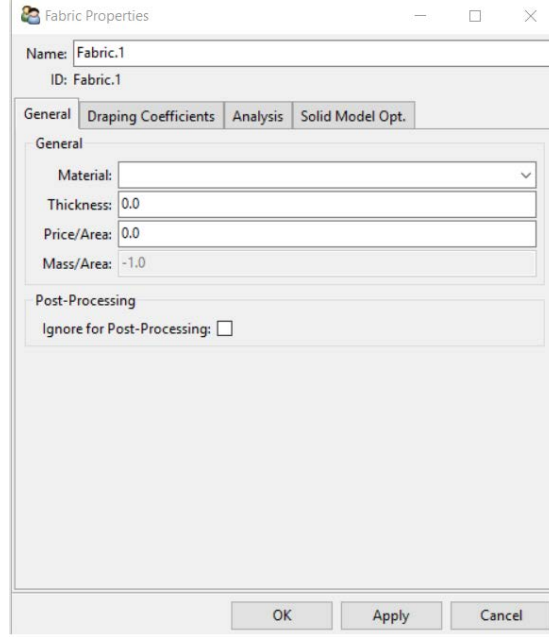 Fabric Properties
Name: Fabric.1
ID: Fabric.1
General Draping Coefficients Analysis Solid Model Opt.
General
Material:
Thickness: 0.0
Price/Area: 0.0
Mass/Area: -1.0
Post-Processing
Ignore for Post-Processing:
OK Apply Cancel